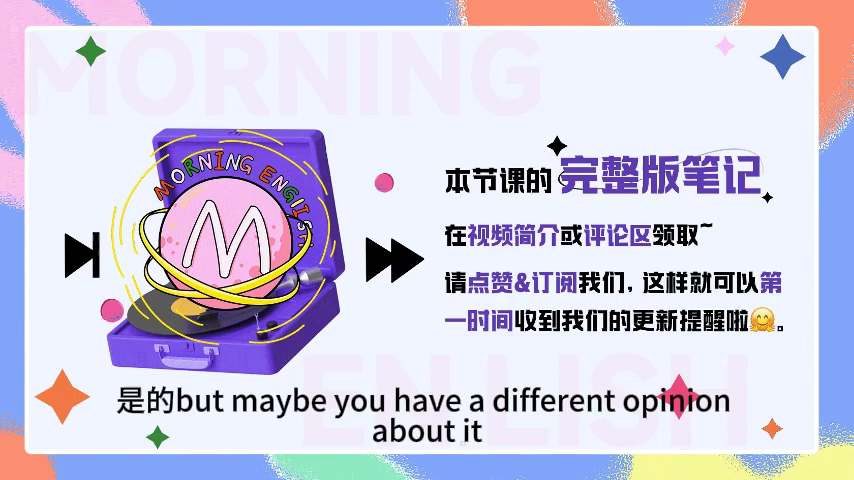 MORNING
MORNING ENGLISH
M
本节课的 完整版笔记
在视频简介或评论区领取~
请点赞&订阅我们，这样就可以第
一时间收到我们的更新提醒啦🤗。
ENGLISH
是的but maybe you have a different opinion
about it